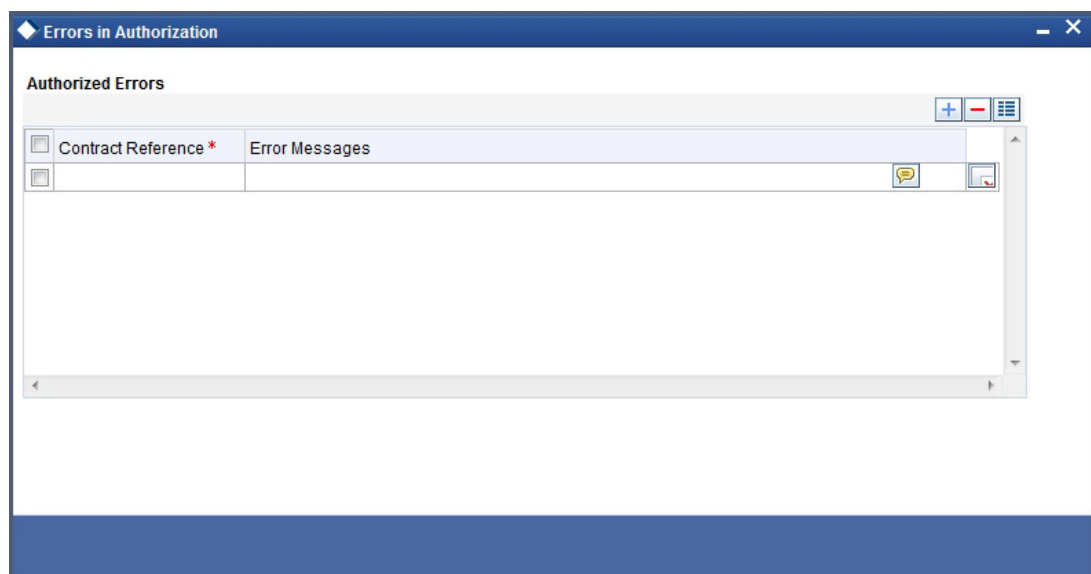 Errors in Authorization
Authorized Errors
Contract Reference * Error Messages